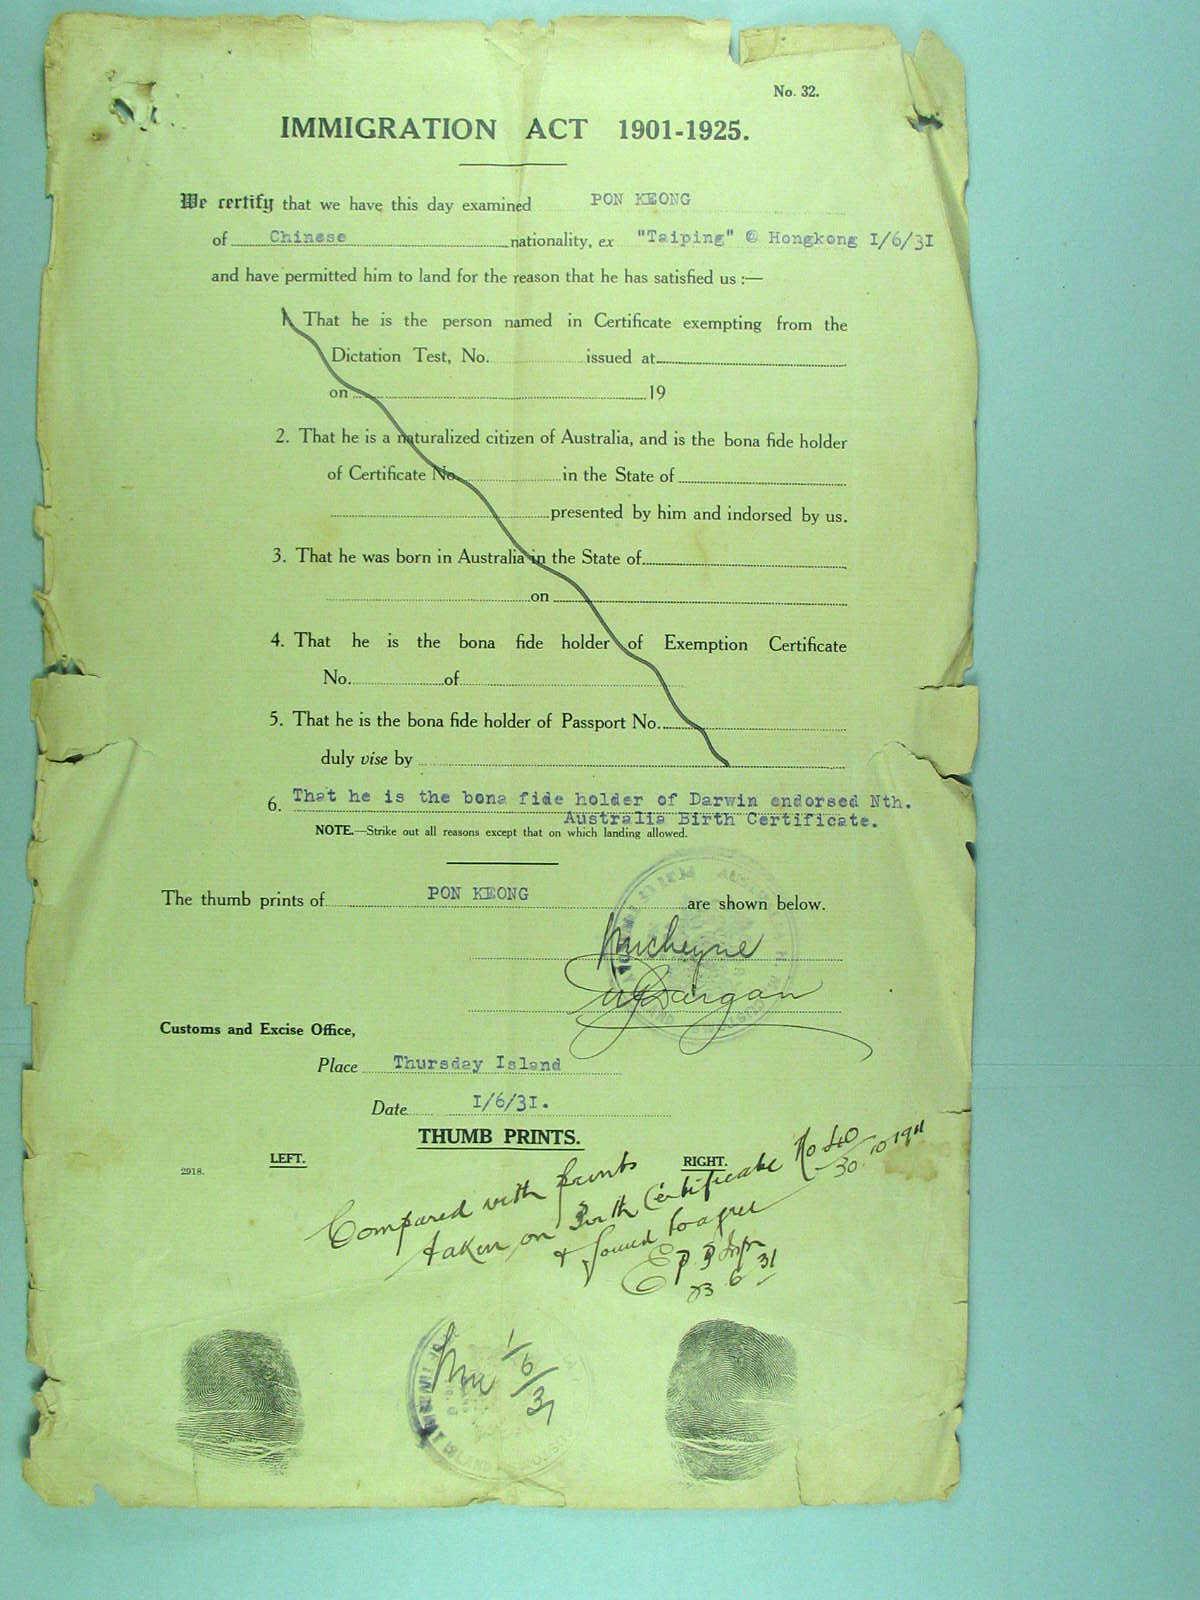 No. 32.
IMMIGRATION ACT 1901-1925.
We certify that we have this day examined PON KEONG
of Chinese nationality, ex "Taiping" @ Hongkong I/6/3I
and have permitted him to land for the reason that he has satisfied us :—
1. That he is the person named in Certificate exempting from the
Dictation Test, No. issued at
on 19
2. That he is a naturalized citizen of Australia, and is the bona fide holder
of Certificate No. in the State of
presented by him and indorsed by us.
3. That he was born in Australia in the State of
on
4. That he is the bona fide holder of Exemption Certificate
No. of
5. That he is the bona fide holder of Passport No.
duly vise by
6. That he is the bona fide holder of Darwin endorsed Nth.
Australia Birth Certificate.
NOTE.—Strike out all reasons except that on which landing allowed.
The thumb prints of PON KEONG are shown below.
Customs and Excise Office,
Place Thursday Island
Date I/6/3I.
THUMB PRINTS.
2918.
LEFT. RIGHT.
Compared with prints
taken on Birth Certificate No 40
30.10.1911
& found to agree
23 6 31
1/6/31